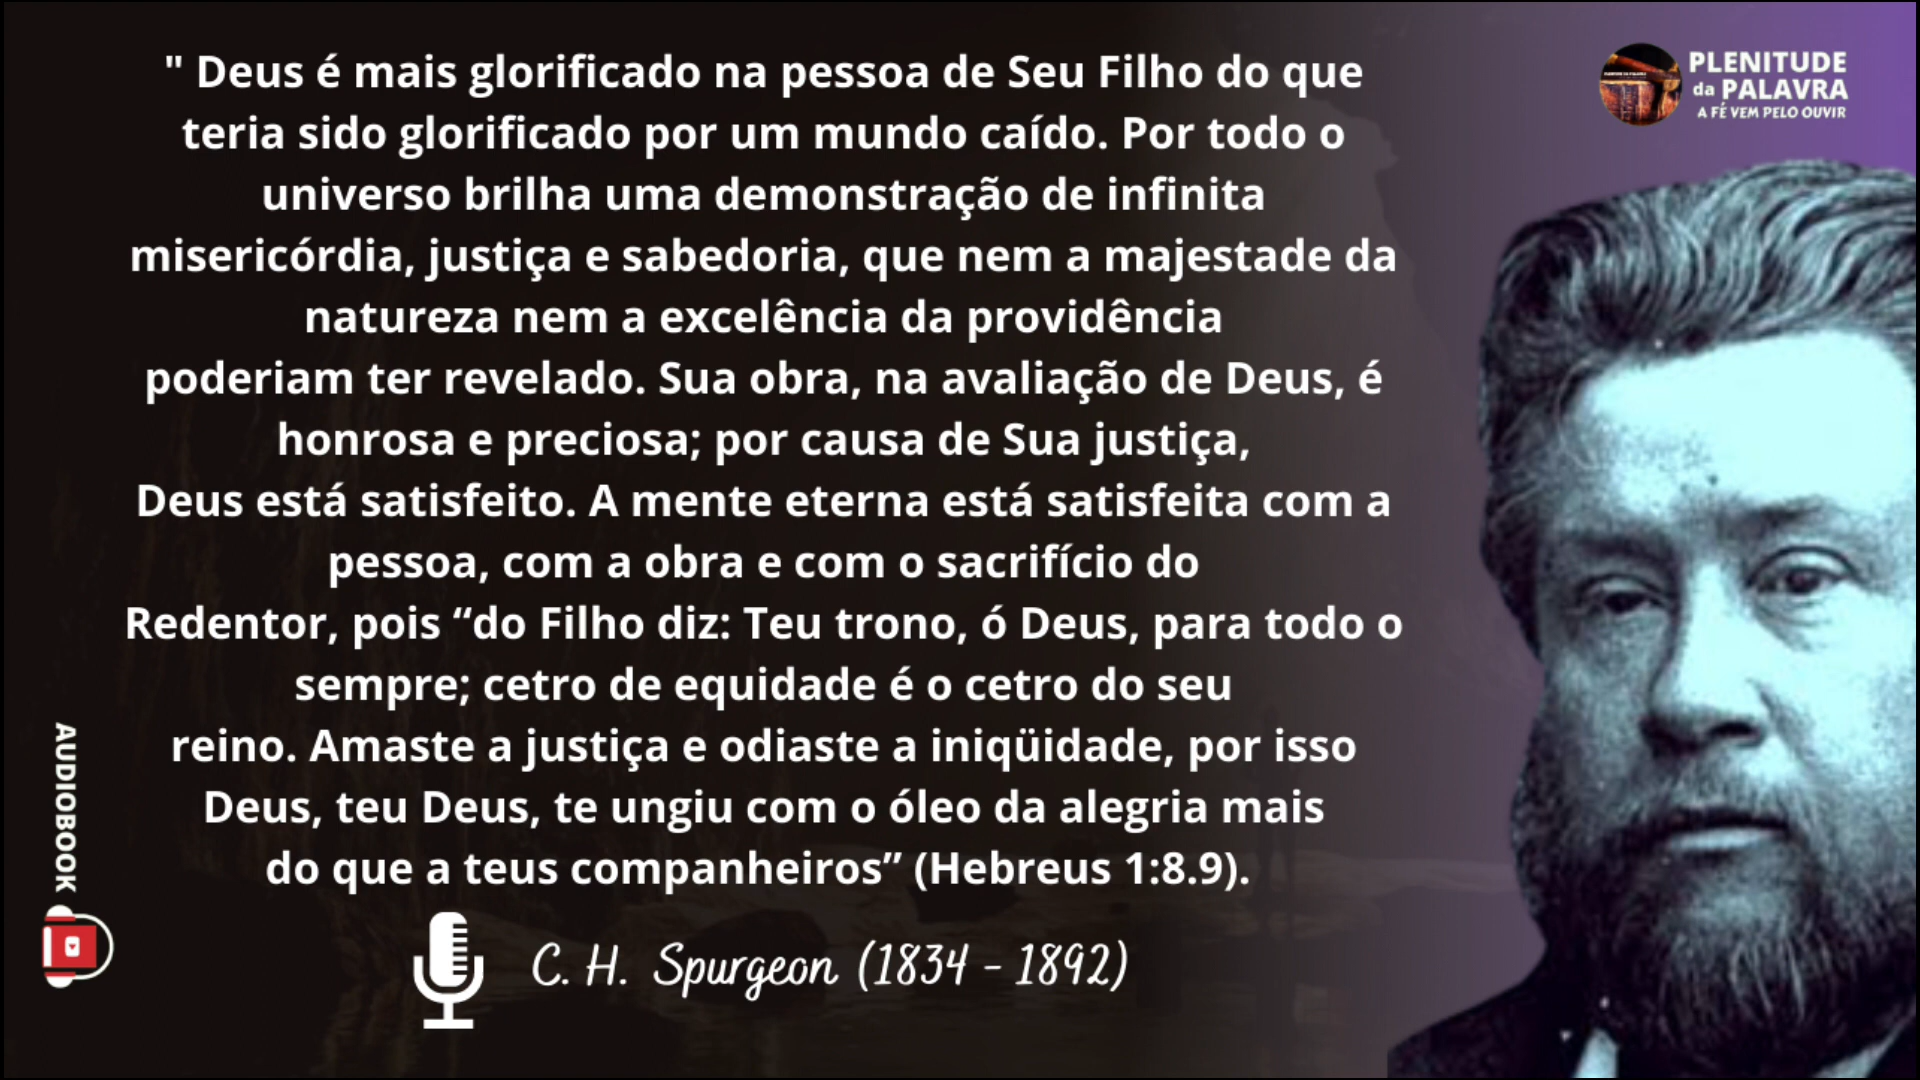 " Deus é mais glorificado na pessoa de Seu Filho do que
teria sido glorificado por um mundo caído. Por todo o
universo brilha uma demonstração de infinita
misericórdia, justiça e sabedoria, que nem a majestade da
natureza nem a excelência da providência
poderiam ter revelado. Sua obra, na avaliação de Deus, é
honrosa e preciosa; por causa de Sua justiça,
Deus está satisfeito. A mente eterna está satisfeita com a
pessoa, com a obra e com o sacrifício do
Redentor, pois “do Filho diz: Teu trono, ó Deus, para todo o
sempre; cetro de equidade é o cetro do seu
reino. Amaste a justiça e odiaste a iniqüidade, por isso
Deus, teu Deus, te ungiu com o óleo da alegria mais
do que a teus companheiros” (Hebreus 1:8.9).
C. H. Spurgeon (1834 - 1892)
PLENITUDE
da PALAVRA
A FÉ VEM PELO OUVIR
AUDIOBOOK